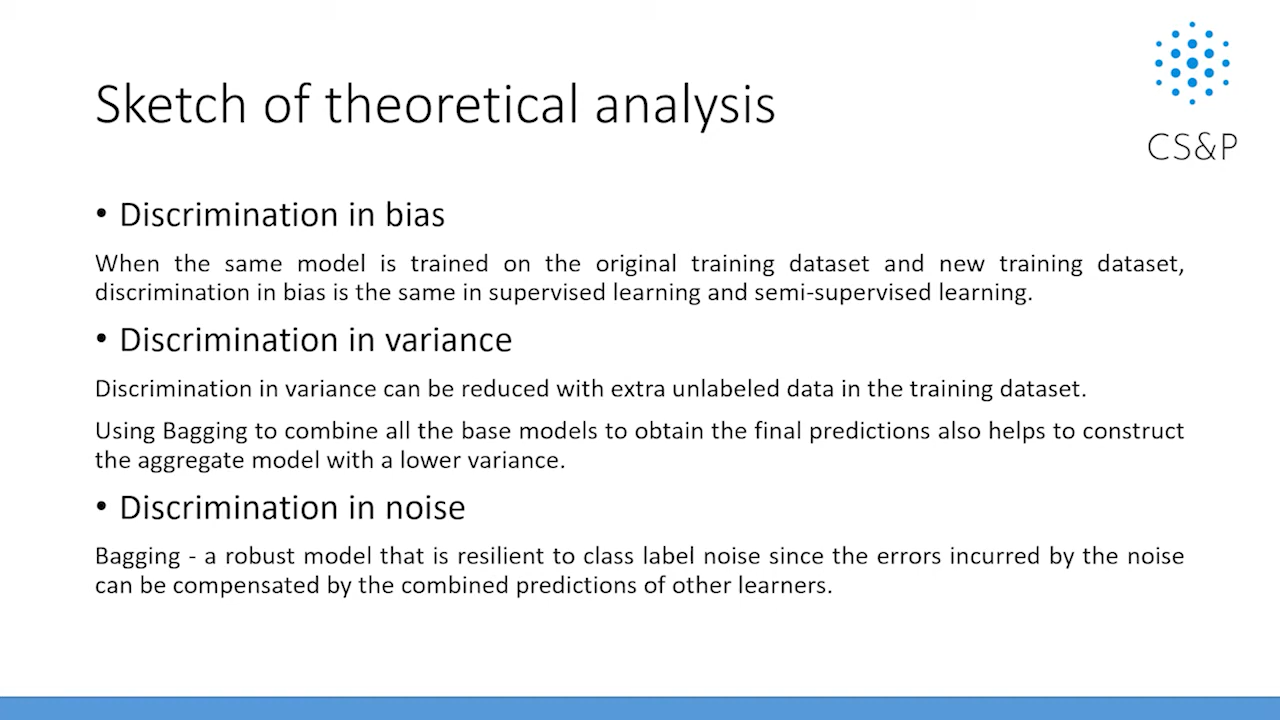 Sketch of theoretical analysis
CS&P
• Discrimination in bias
When the same model is trained on the original training dataset and new training dataset,
discrimination in bias is the same in supervised learning and semi-supervised learning.
• Discrimination in variance
Discrimination in variance can be reduced with extra unlabeled data in the training dataset.
Using Bagging to combine all the base models to obtain the final predictions also helps to construct
the aggregate model with a lower variance.
• Discrimination in noise
Bagging - a robust model that is resilient to class label noise since the errors incurred by the noise
can be compensated by the combined predictions of other learners.